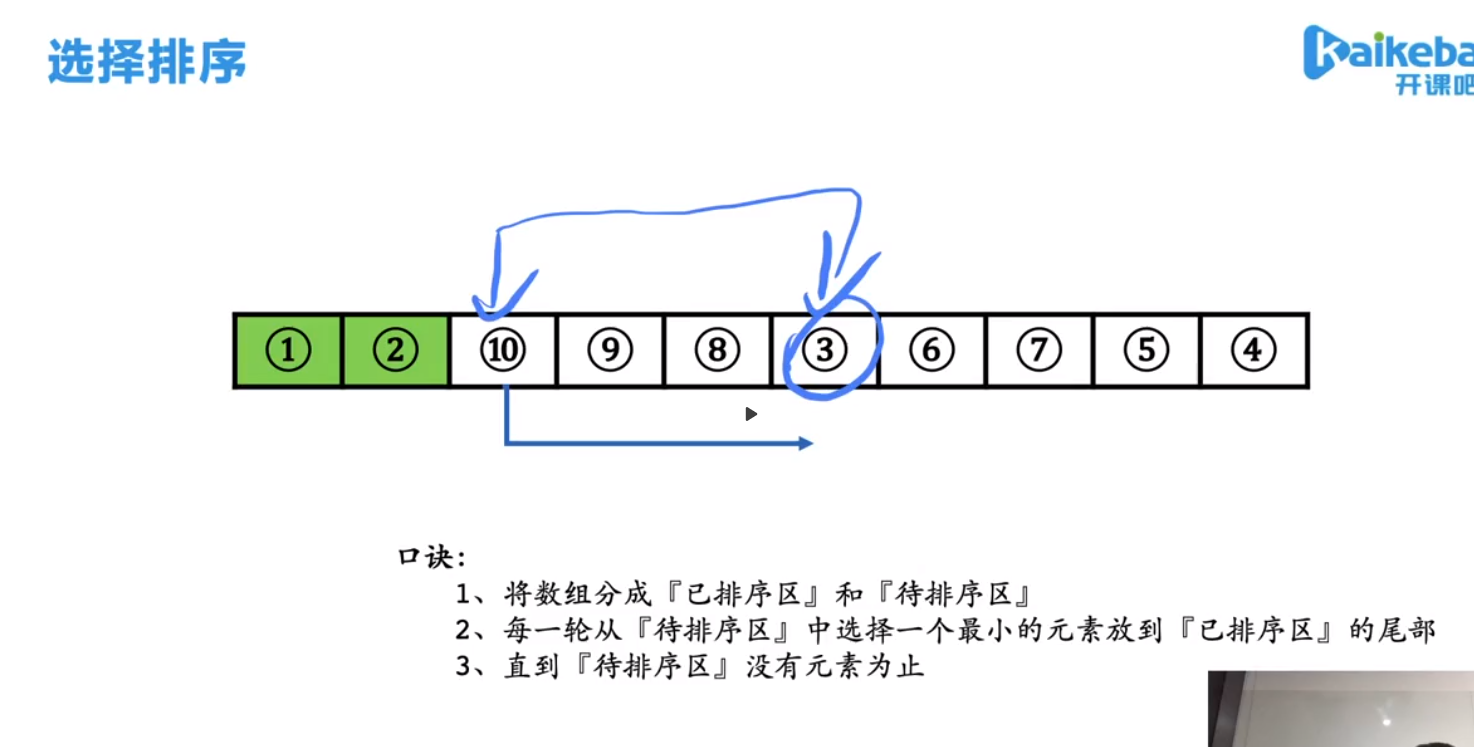 选择排序
kaikeba
开课吧
① ② ⑩ ⑨ ⑧ ③ ⑥ ⑦ ⑤ ④
口诀:
1、将数组分成『已排序区』和『待排序区』
2、每一轮从『待排序区』中选择一个最小的元素放到『已排序区』的尾部
3、直到『待排序区』没有元素为止